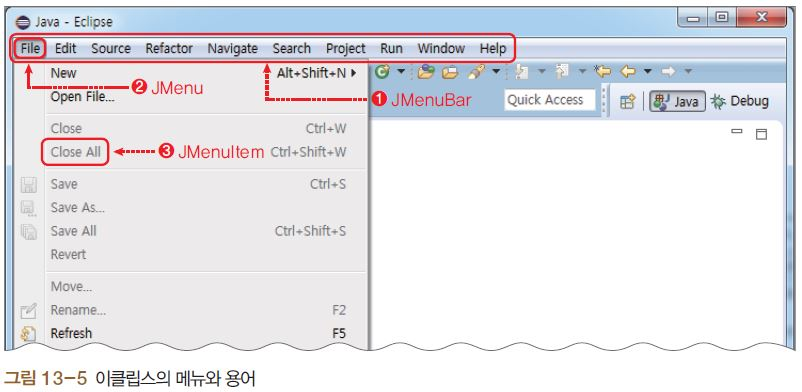 Java - Eclipse
File Edit Source Refactor Navigate Search Project Run Window Help
New Alt+Shift+N
❷ JMenu
Open File...
❶ JMenuBar
Quick Access Java Debug
Close Ctrl+W
Close All ❸ JMenuItem Ctrl+Shift+W
Save Ctrl+S
Save As...
Save All Ctrl+Shift+S
Revert
Move...
Rename... F2
Refresh F5
그림 13-5 이클립스의 메뉴와 용어